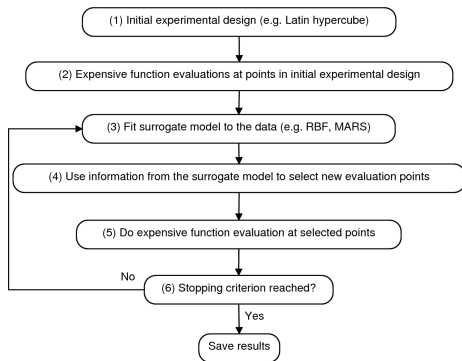 (1) Initial experimental design (e.g. Latin hypercube)
(2) Expensive function evaluations at points in initial experimental design
(3) Fit surrogate model to the data (e.g. RBF, MARS)
(4) Use information from the surrogate model to select new evaluation points
(5) Do expensive function evaluation at selected points
No
(6) Stopping criterion reached?
Yes
Save results